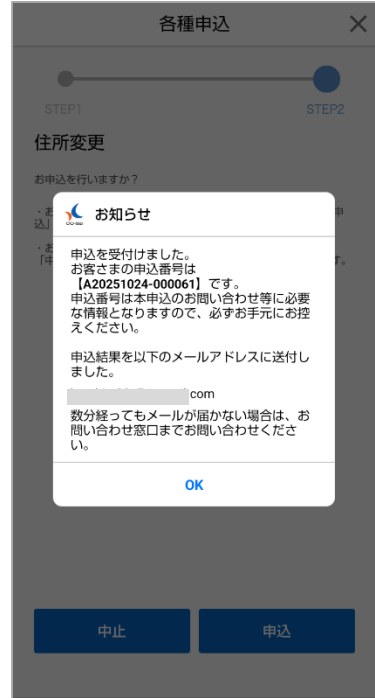 各種申込
STEP1
STEP2
住所変更
お申込を行いますか？
お知らせ
申込を受付けました。
お客さまの申込番号は
【A20251024-000061】です。
申込番号は本申込のお問い合わせ等に必要
な情報となりますので、必ずお手元にお控
えください。
申込結果を以下のメールアドレスに送付し
ました。
com
数分経ってもメールが届かない場合は、お
問い合わせ窓口までお問い合わせくださ
い。
OK
中止
申込